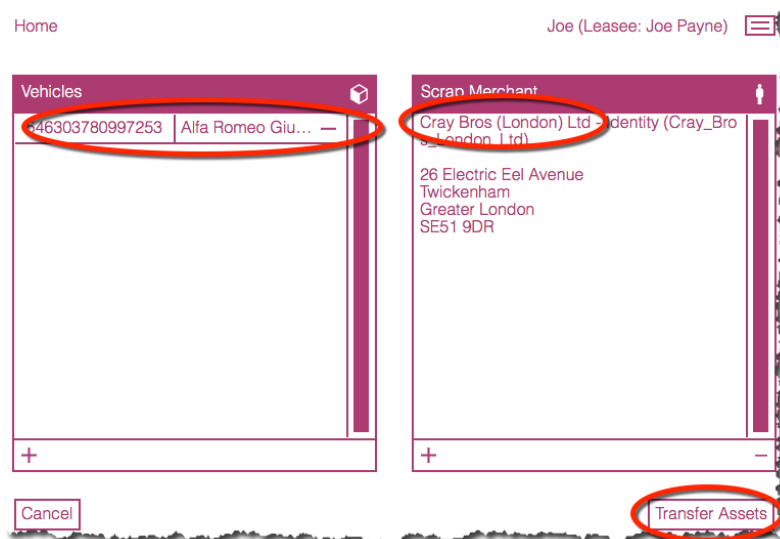 Home
Joe (Leasee: Joe Payne)
Vehicles
646303780997253 Alfa Romeo Giu...
Scrap Merchant
Cray Bros (London) Ltd - Identity (Cray_Bro
s_London_Ltd)
26 Electric Eel Avenue
Twickenham
Greater London
SE51 9DR
Cancel
Transfer Assets